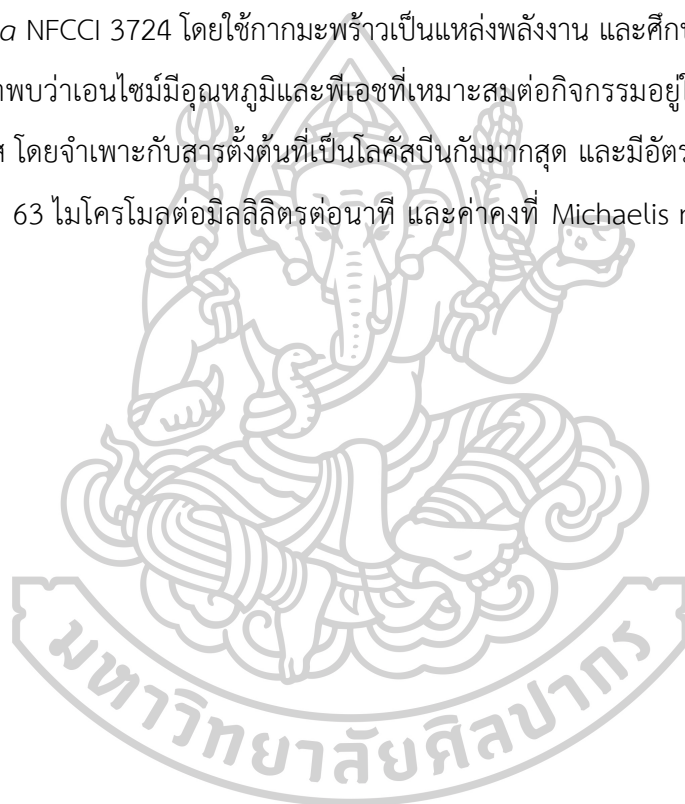 a NFCCI 3724 โดยใช้กากมะพร้าวเป็นแหล่งพลังงาน และศึกษ
พบว่าเอนไซม์มีอุณหภูมิและพีเอชที่เหมาะสมต่อกิจกรรมอยู่ใ
ส โดยจำเพาะกับสารตั้งต้นที่เป็นโลคัสบีนกัมมากสุด และมีอัตร
63 ไมโครโมลต่อมิลลิลิตรต่อนาที และค่าคงที่ Michaelis
มหาวิทยาลัยศิลปากร